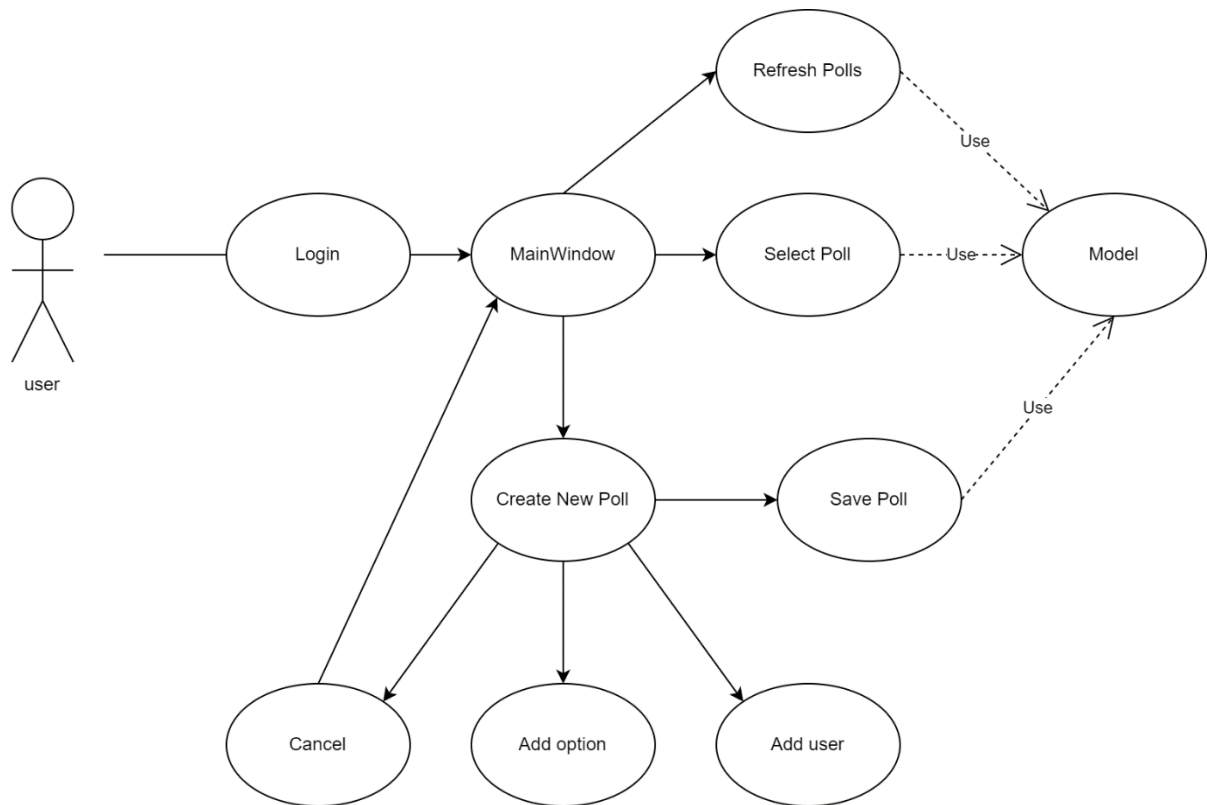 Refresh Polls
Use
Login
MainWindow
Select Poll
Use
Model
user
Use
Create New Poll
Save Poll
Cancel
Add option
Add user